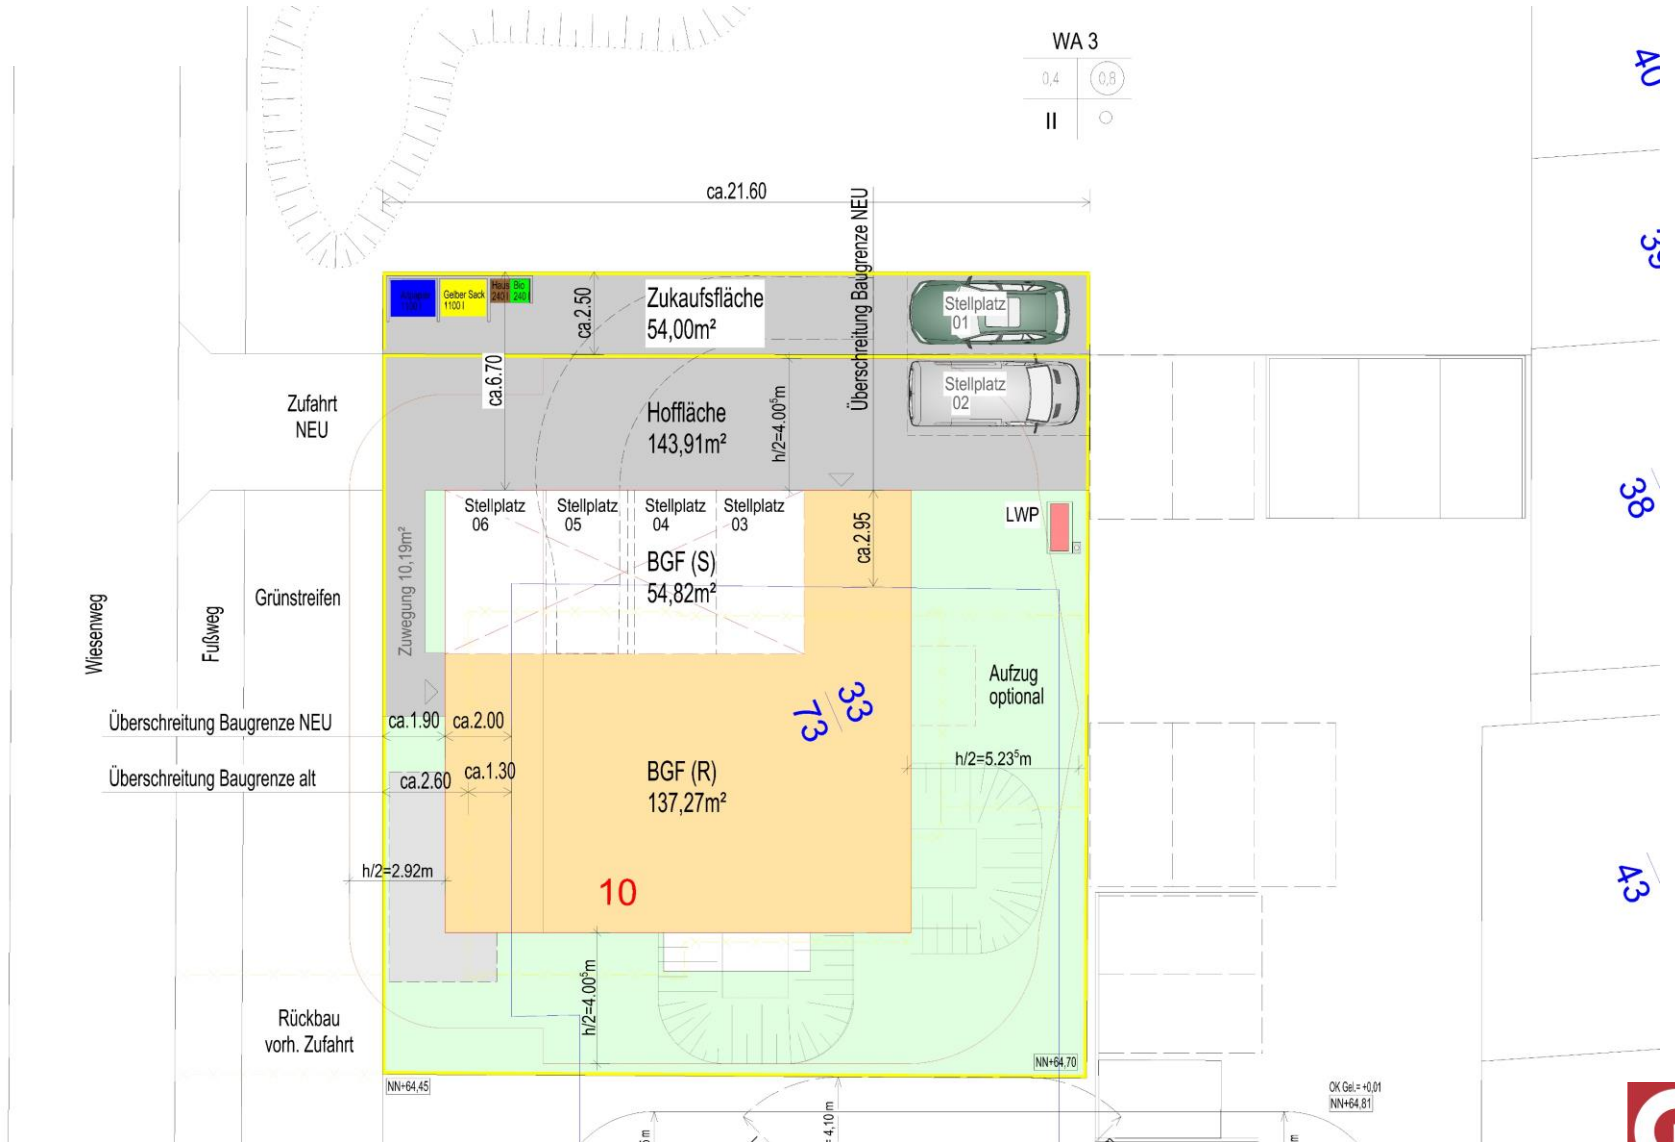 WA 3
0,4
0,8
II
40
39
ca.21.60
Überschreitung Baugrenze NEU
Gelber Sack
1100 l
Haus
240 l
Bio
240 l
ca.2.50
Zukaufsfläche
54,00m²
Stellplatz
01
ca.6.70
Zufahrt
NEU
Hoffläche
143,91m²
h/2=4.00⁵m
Stellplatz
02
38
Stellplatz
06
Stellplatz
05
Stellplatz
04
Stellplatz
03
ca.2.95
LWP
BGF (S)
54,82m²
Zuwegung 10,19m²
Wiesenweg
Fußweg
Grünstreifen
Aufzug
optional
33
73
Überschreitung Baugrenze NEU
ca.1.90
ca.2.00
Überschreitung Baugrenze alt
ca.2.60
ca.1.30
h/2=5.23⁵m
BGF (R)
137,27m²
h/2=2.92m
10
43
h/2=4.00⁵m
Rückbau
vorh. Zufahrt
NN+64,45
NN+64,70
OK Gel.= +0,01
NN+64,81
= 4,10 m